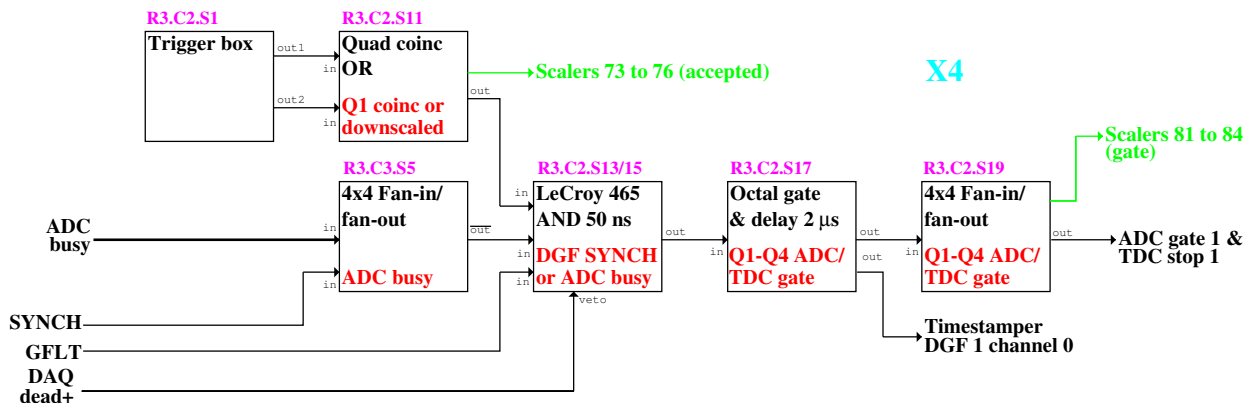 R3.C2.S1
Trigger box
out1
out2
R3.C2.S11
Quad coinc
OR
in
Q1 coinc or
downscaled
in
out
Scalers 73 to 76 (accepted)
X4
Scalers 81 to 84
(gate)
R3.C3.S5
4x4 Fan-in/
fan-out
in
ADC busy
in
out
R3.C2.S13/15
in
LeCroy 465
AND 50 ns
in
DGF SYNCH
or ADC busy
in
out
veto
R3.C2.S17
Octal gate
& delay 2 μs
in
Q1-Q4 ADC/
TDC gate
out
out
R3.C2.S19
4x4 Fan-in/
fan-out
in
Q1-Q4 ADC/
TDC gate
out
ADC gate 1 &
TDC stop 1
Timestamper
DGF 1 channel 0
ADC
busy
SYNCH
GFLT
DAQ
dead+